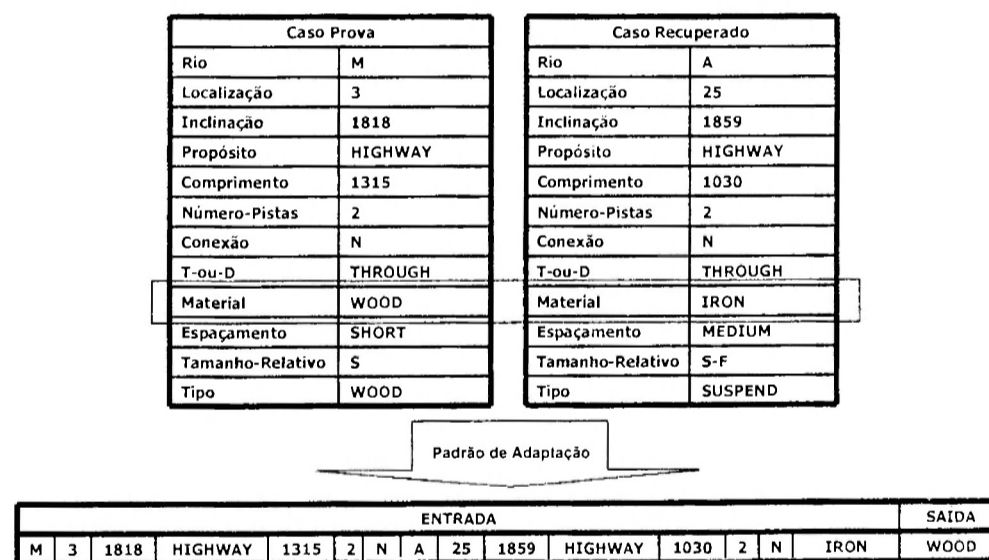 Caso Prova
Rio M
Localização 3
Inclinação 1818
Propósito HIGHWAY
Comprimento 1315
Número-Pistas 2
Conexão N
T-ou-D THROUGH
Material WOOD
Espaçamento SHORT
Tamanho-Relativo S
Tipo WOOD
Caso Recuperado
Rio A
Localização 25
Inclinação 1859
Propósito HIGHWAY
Comprimento 1030
Número-Pistas 2
Conexão N
T-ou-D THROUGH
Material IRON
Espaçamento MEDIUM
Tamanho-Relativo S-F
Tipo SUSPEND
Padrão de Adaptação
ENTRADA SAIDA
M 3 1818 HIGHWAY 1315 2 N A 25 1859 HIGHWAY 1030 2 N IRON WOOD